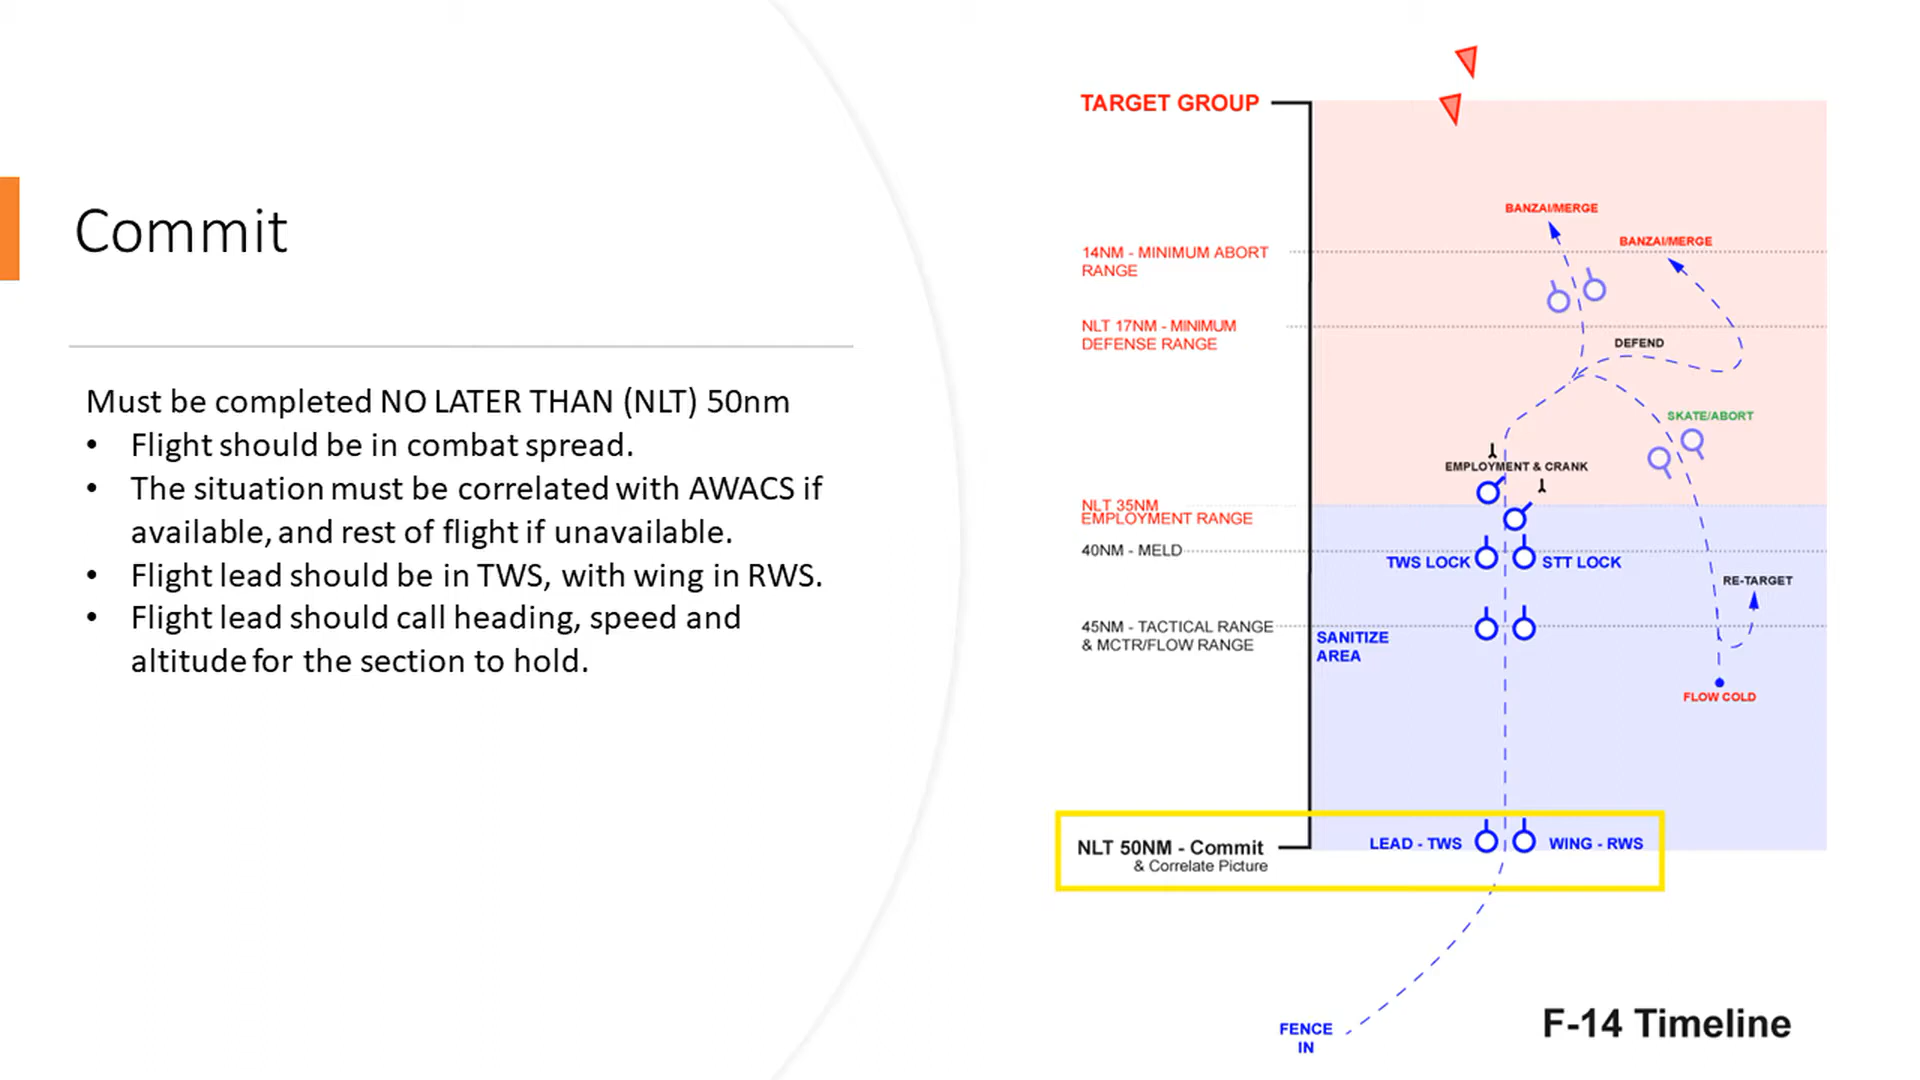 Commit
Must be completed NO LATER THAN (NLT) 50nm
• Flight should be in combat spread.
• The situation must be correlated with AWACS if
available, and rest of flight if unavailable.
• Flight lead should be in TWS, with wing in RWS.
• Flight lead should call heading, speed and
altitude for the section to hold.
TARGET GROUP
BANZAI/MERGE
BANZAI/MERGE
14NM - MINIMUM ABORT
RANGE
NLT 17NM - MINIMUM
DEFENSE RANGE
DEFEND
SKATE/ABORT
EMPLOYMENT & CRANK
NLT 35NM
EMPLOYMENT RANGE
40NM - MELD
TWS LOCK
STT LOCK
RE-TARGET
45NM - TACTICAL RANGE
& MCTR/FLOW RANGE
SANITIZE
AREA
FLOW COLD
NLT 50NM - Commit
& Correlate Picture
LEAD - TWS
WING - RWS
FENCE
IN
F-14 Timeline